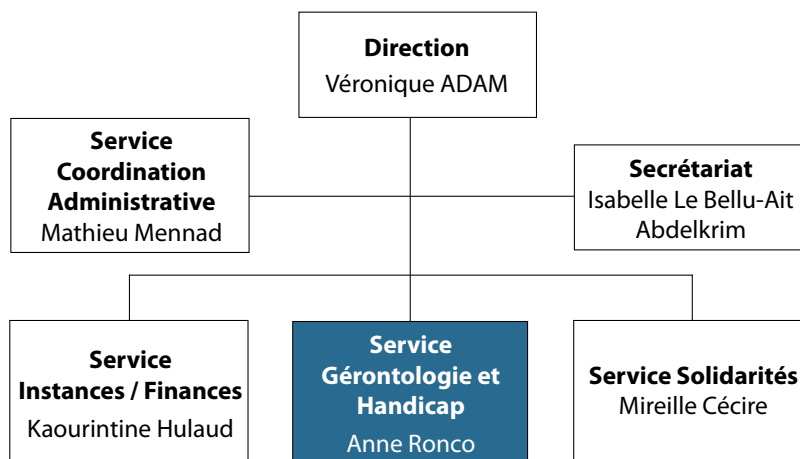 Direction
Véronique ADAM
Service
Coordination
Administrative
Mathieu Mennad
Secrétariat
Isabelle Le Bellu-Ait
Abdelkrim
Service
Instances / Finances
Kaourintine Hulaud
Service
Gérontologie et
Handicap
Anne Ronco
Service Solidarités
Mireille Cécire